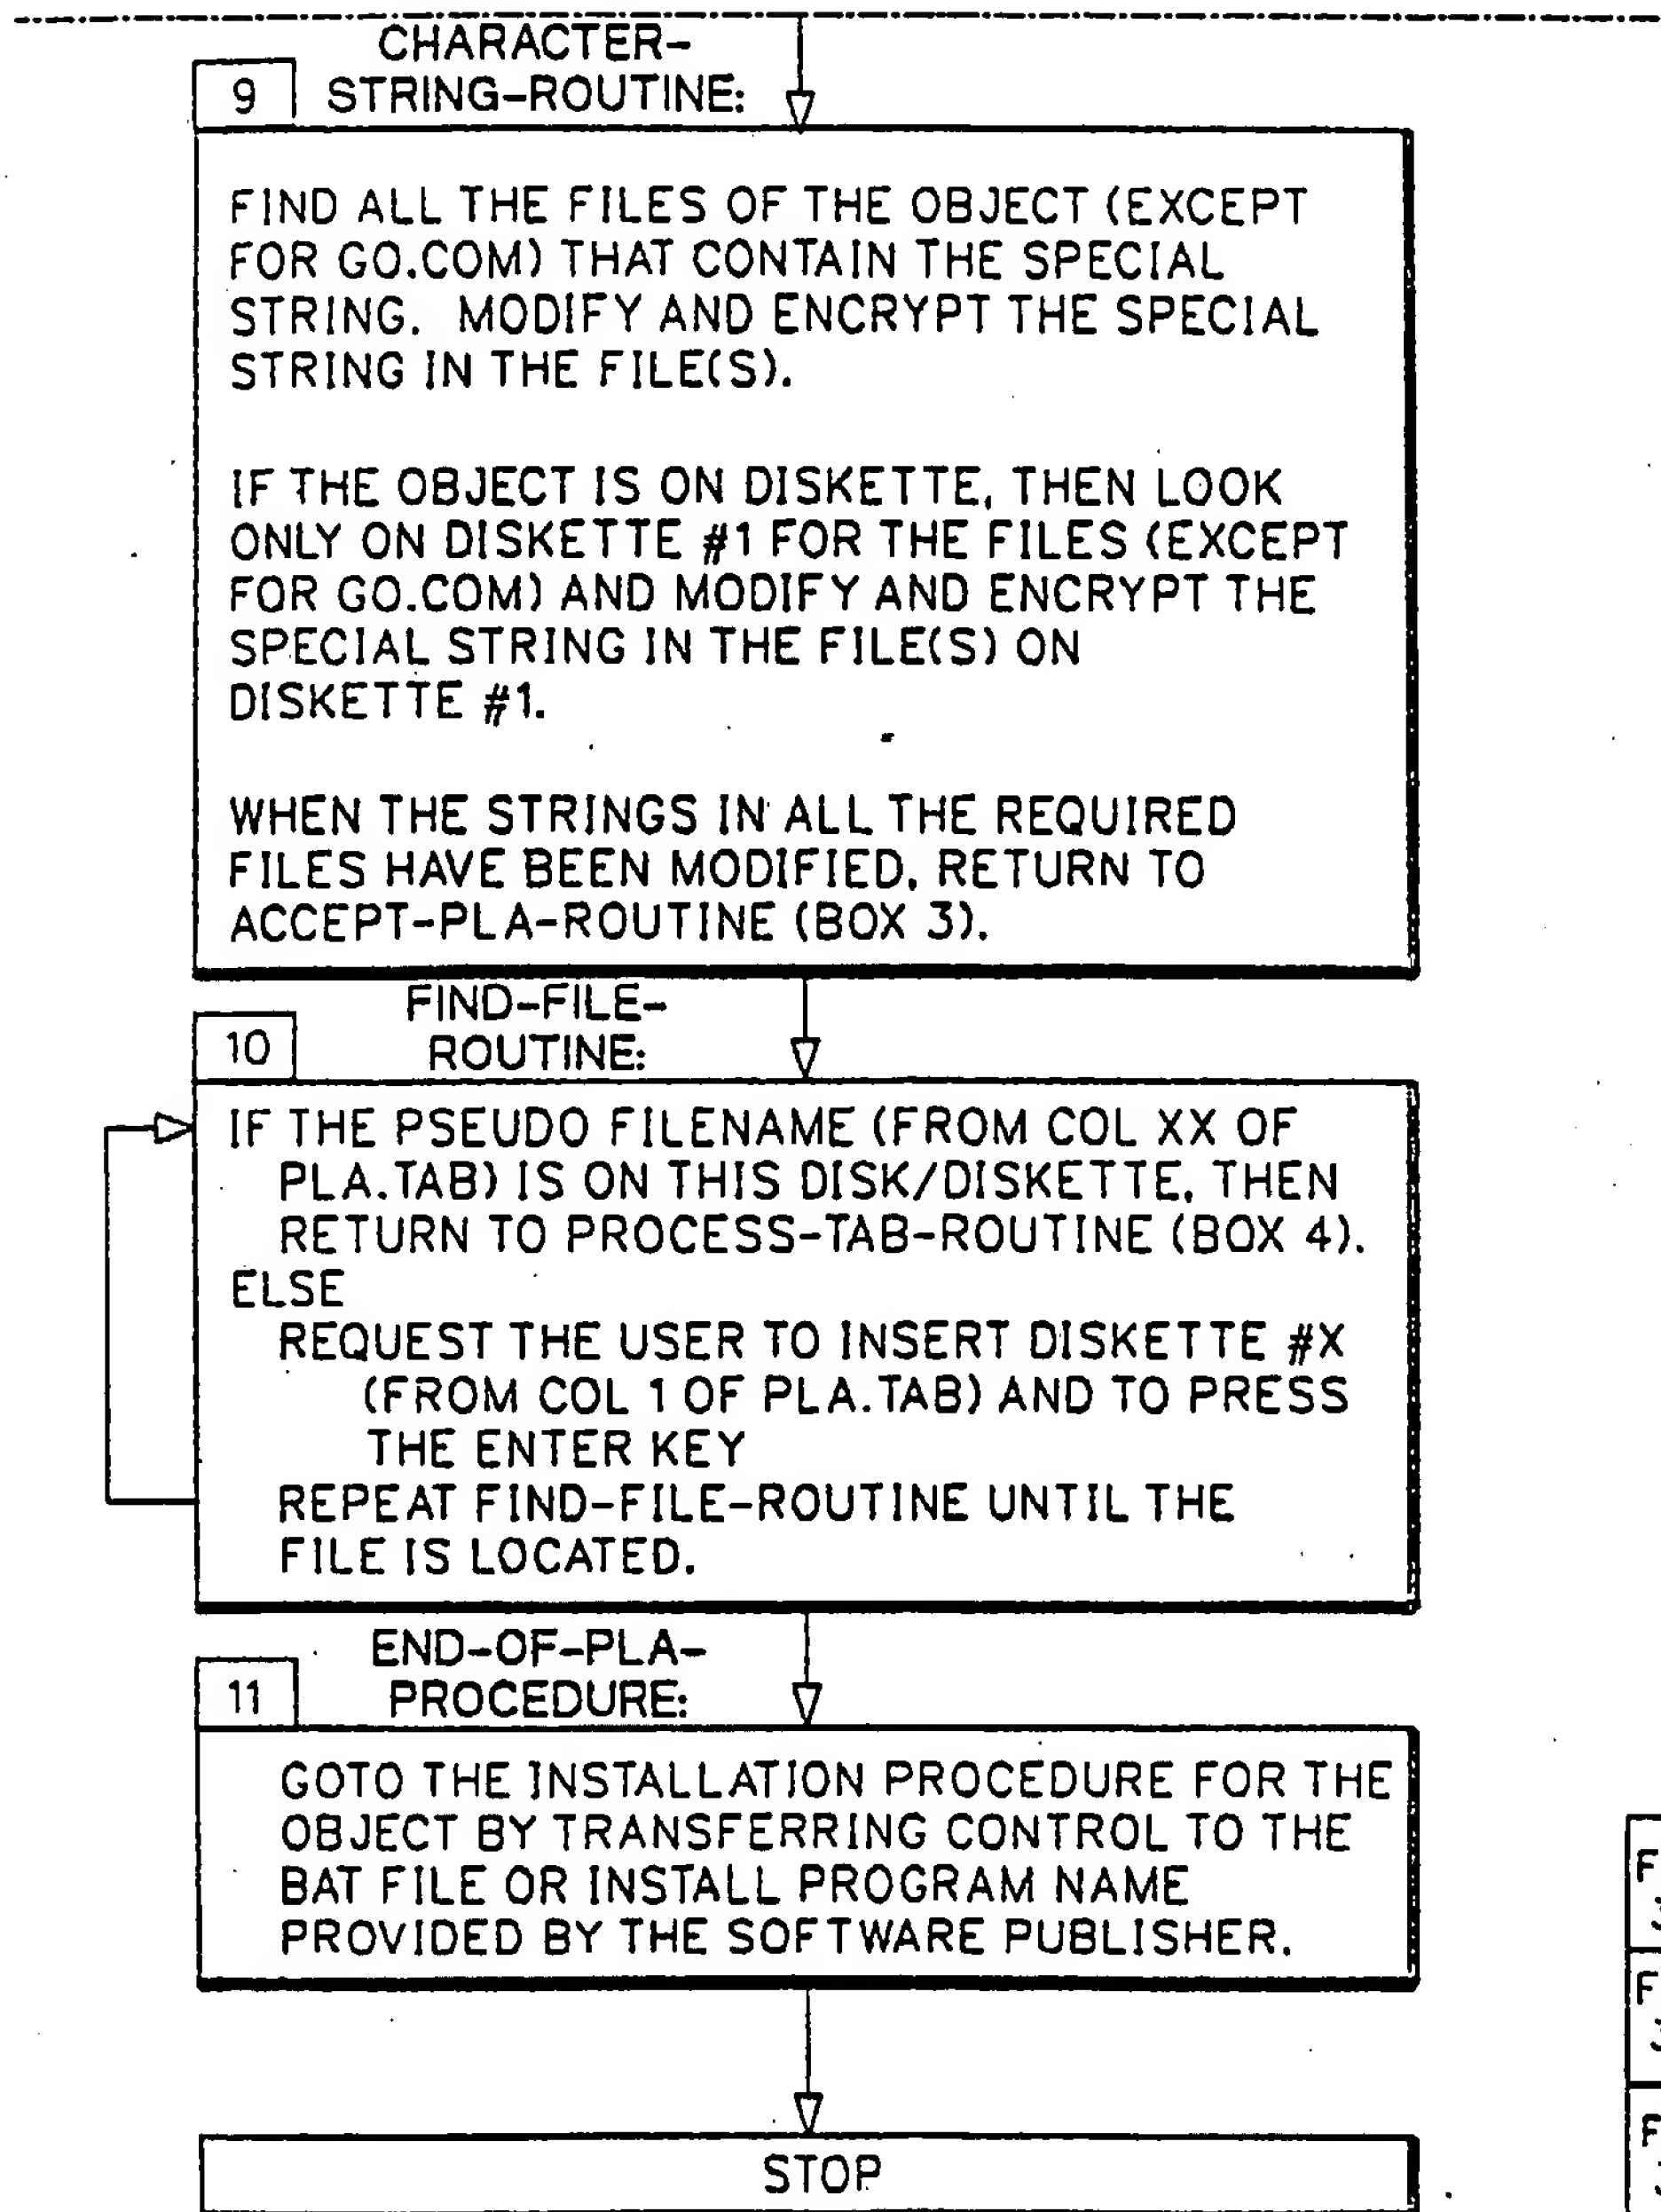 CHARACTER-
9 STRING-ROUTINE:
FIND ALL THE FILES OF THE OBJECT (EXCEPT
FOR GO.COM) THAT CONTAIN THE SPECIAL
STRING. MODIFY AND ENCRYPT THE SPECIAL
STRING IN THE FILE(S).
IF THE OBJECT IS ON DISKETTE, THEN LOOK
ONLY ON DISKETTE #1 FOR THE FILES (EXCEPT
FOR GO.COM) AND MODIFY AND ENCRYPT THE
SPECIAL STRING IN THE FILE(S) ON
DISKETTE #1.
WHEN THE STRINGS IN ALL THE REQUIRED
FILES HAVE BEEN MODIFIED, RETURN TO
ACCEPT-PLA-ROUTINE (BOX 3).
FIND-FILE-
10 ROUTINE:
IF THE PSEUDO FILENAME (FROM COL XX OF
PLA.TAB) IS ON THIS DISK/DISKETTE, THEN
RETURN TO PROCESS-TAB-ROUTINE (BOX 4).
ELSE
REQUEST THE USER TO INSERT DISKETTE #X
(FROM COL 1 OF PLA.TAB) AND TO PRESS
THE ENTER KEY
REPEAT FIND-FILE-ROUTINE UNTIL THE
FILE IS LOCATED.
END-OF-PLA-
11 PROCEDURE:
GOTO THE INSTALLATION PROCEDURE FOR THE
OBJECT BY TRANSFERRING CONTROL TO THE
BAT FILE OR INSTALL PROGRAM NAME
PROVIDED BY THE SOFTWARE PUBLISHER.
STOP
F
F
F